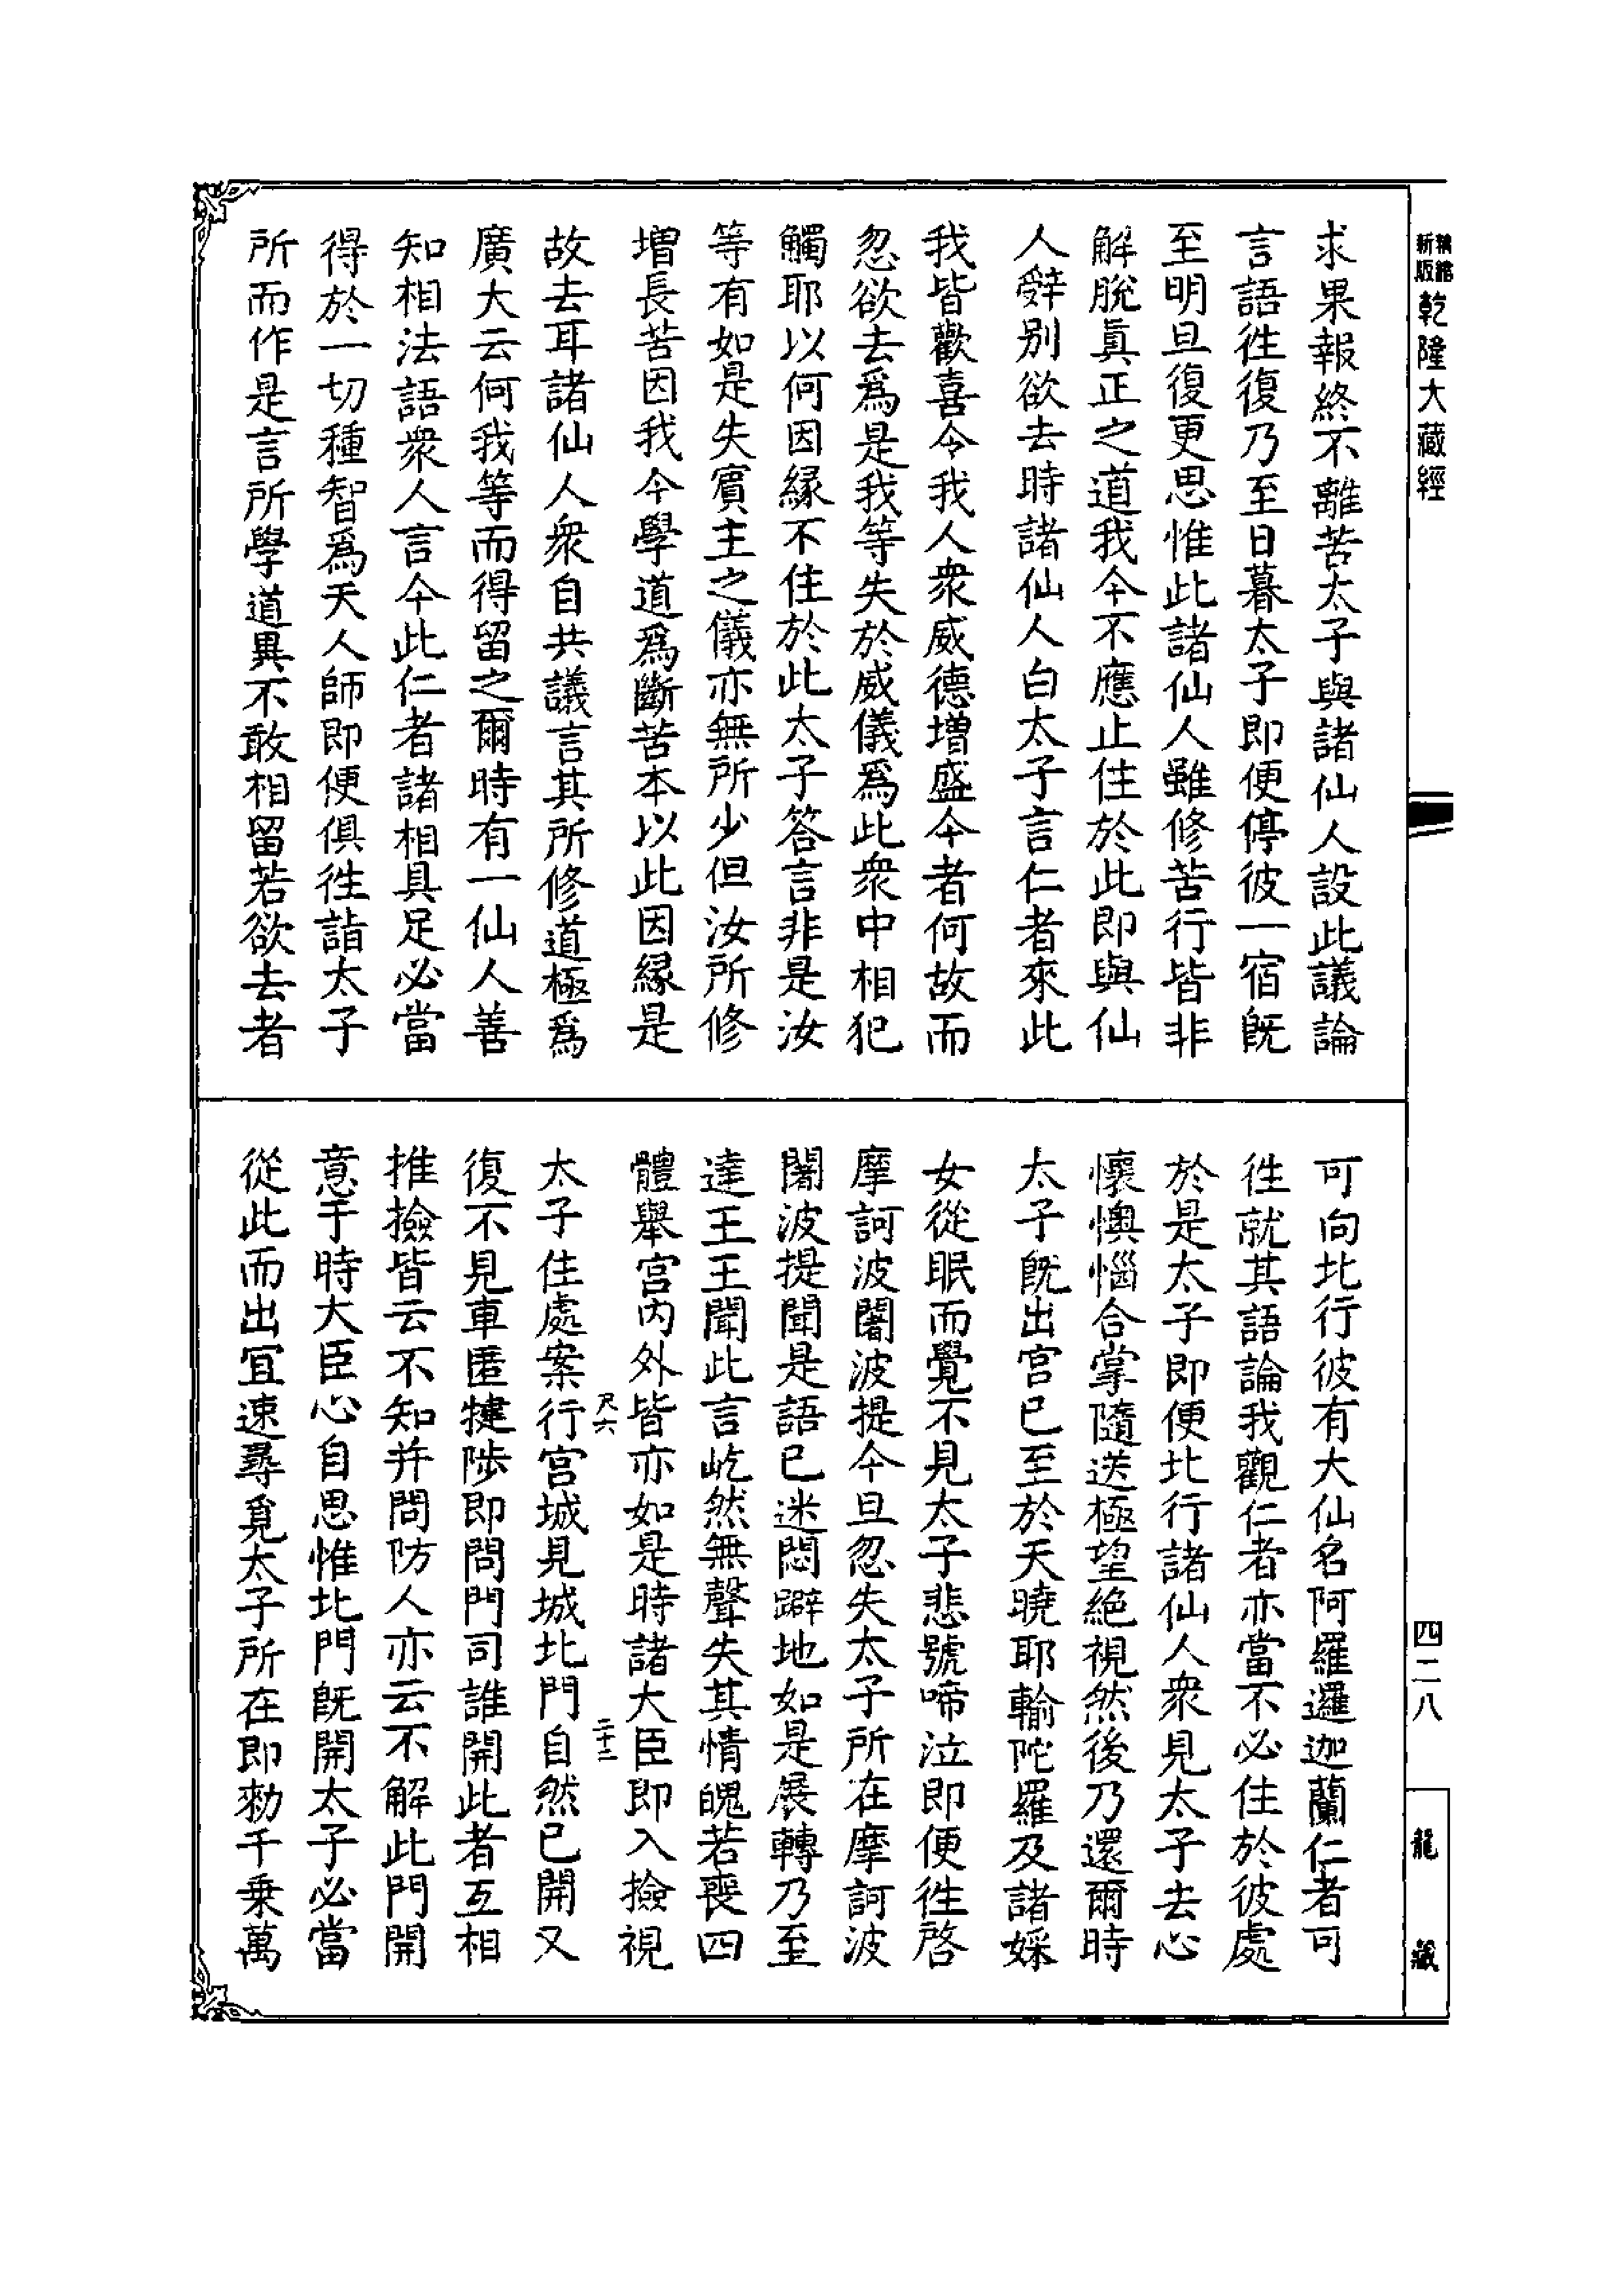 新版
精縮
乾隆大藏經
求果報終不離苦太子與諸仙人設此議論
言語徃復乃至日暮太子即便停彼一宿既
至明旦復更思惟此諸仙人雖修苦行皆非
解脫真正之道我今不應止住於此即與仙
人辤別欲去時諸仙人白太子言仁者來此
我皆歡喜令我人衆威德增盛今者何故而
忽欲去爲是我等失於威儀爲此衆中相犯
觸耶以何因緣不住於此太子答言非是汝
等有如是失賓主之儀亦無所少但汝所修
增長苦因我今學道爲斷苦本以此因緣是
故去耳諸仙人衆自共議言其所修道極爲
廣大云何我等而得留之爾時有一仙人善
知相法語衆人言今此仁者諸相具足必當
得於一切種智爲天人師即便俱徃詣太子
所而作是言所學道異不敢相留若欲去者
可向北行彼有大仙名阿羅邏迦蘭仁者可
徃就其語論我觀仁者亦當不必住於彼處
於是太子即便北行諸仙人衆見太子去心
懷懊惱合掌隨送極望絕視然後乃還爾時
太子旣出宮已至於天曉耶輸陀羅及諸婇
女從眠而覺不見太子悲號啼泣即便徃啓
摩訶波闍波提今旦忽失太子所在摩訶波
闍波提聞是語已迷悶躃地如是展轉乃至
達王王聞此言屹然無聲失其情魄若喪四
體舉宮內外皆亦如是時諸大臣即入撿視
尺六
二十二
太子住處案行宮城見城北門自然已開又
復不見車匿犍陟即問門司誰開此者互相
推撿皆云不知并問防人亦云不解此門開
意于時大臣心自思惟北門旣開太子必當
從此而出冝速尋覓太子所在即勑千乗萬
四二八
龍藏